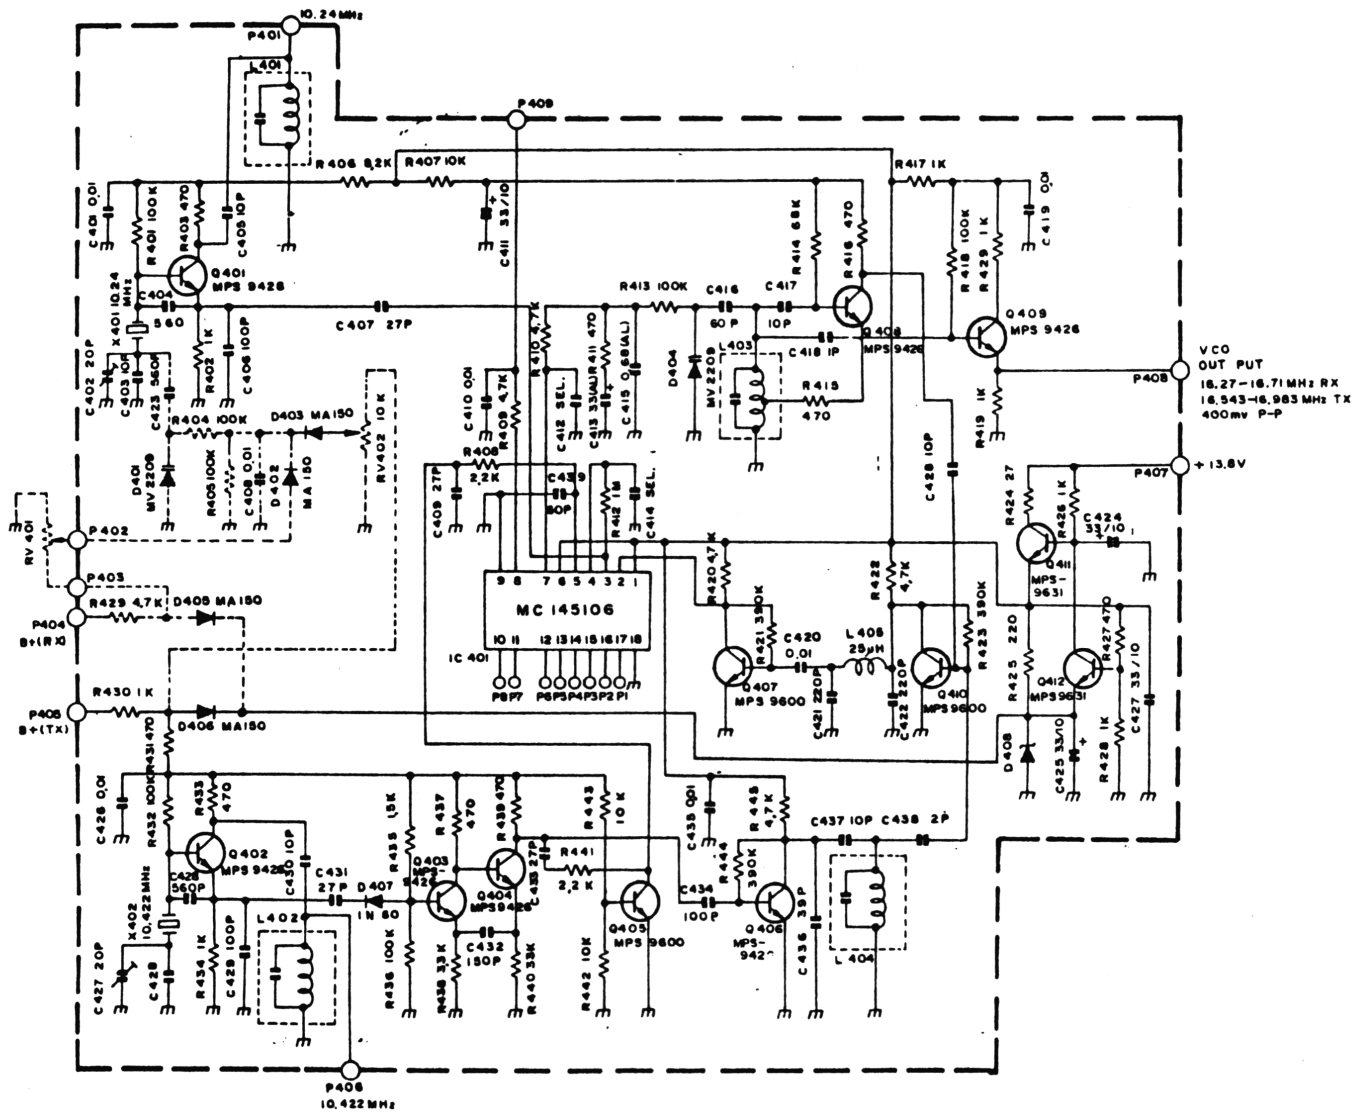 10.24MHz
P401
L401
P409
R406 8,2K
R407 10K
R417 1K
C401 0,01
R401 100K
R403 470
C405 10P
C411 33/10
+
R414 68K
R416 470
R418 100K
R429 1K
C419 0,01
Q401
MPS 9426
X401 10,24
MHz
C404
560
C407 27P
R413 100K
C416
60P
C417
10P
Q408
MPS 9426
Q409
MPS 9426
C418 1P
L403
R402 1K
C406 100P
C402 20P
C403 10P
C423 560P
R410 4,7K
R411 470
C415 0,68(AL)
C413 33(AL)
+
C412 SEL.
D404
MV 2209
R415
470
P408
VCO
OUT PUT
16.27-16.71MHz RX
16,543-16,983 MHz TX
400mv P-P
R404 100K
D403 MA150
RV402 10K
C410 0,01
R409 4,7K
R419 1K
D401
MV 2209
R405 100K
C408 0,01
D402
MA 150
R408
2,2K
C409 27P
C439
80P
R412 1M
C414 SEL.
C428 10P
P407
+13,8V
R424 27
R426 1K
C424
33/10
+
RV 401
P402
P403
Q411
MPS-
9631
R429 4,7K
D405 MA150
P404
B+(RX)
9 8 7 6 5 4 3 2 1
MC 145106
10 11 12 13 14 15 16 17 18
IC 401
P8 P7 P6 P5 P4 P3 P2 P1
R420 4,7K
R421 390K
C420
0,01
L405
25μH
R422
4,7K
R423 390K
R425 220
R427 470
Q407
MPS 9600
Q410
MPS 9600
Q412
MPS 9631
C421 220P
C422 220P
C427 33/10
R430 1K
P405
B+(TX)
D406 MA150
D408
C425 33/10
+
R428 1K
R431 470
C426 0,01
R432 100K
R433
470
R435 1,5K
R437
470
R439 470
R443
10K
C435 0,01
R445
4,7K
C437 10P
C438 2P
Q402
MPS 9426
C430 10P
C431
27P
D407
1N 60
Q403
MPS-
9426
Q404
MPS9426
C433 27P
R441
2,2K
R444
390K
C428
560P
X402
10,422MHz
L402
C434
100P
Q405
MPS 9600
Q406
MPS-
C436 39P
L404
C427 20P
C428
R434 1K
C429 100P
R436 100K
R438 3,3K
C432
150P
R440 33K
R442 10K
P406
10,422MHz